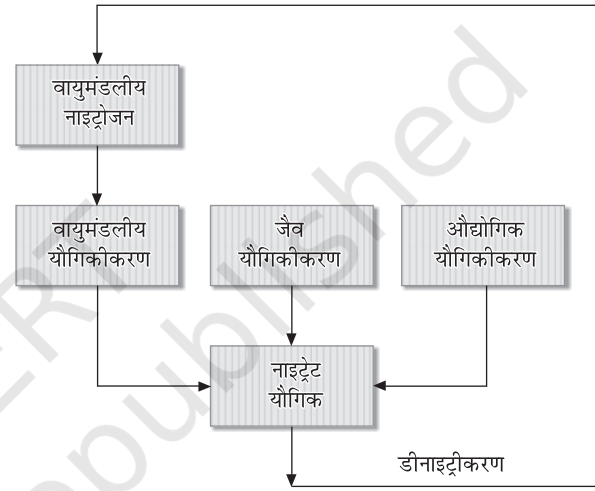 वायुमंडलीय
नाइट्रोजन
वायुमंडलीय
यौगिकीकरण
जैव
यौगिकीकरण
औद्योगिक
यौगिकीकरण
नाइट्रेट
यौगिक
डीनाइट्रीकरण